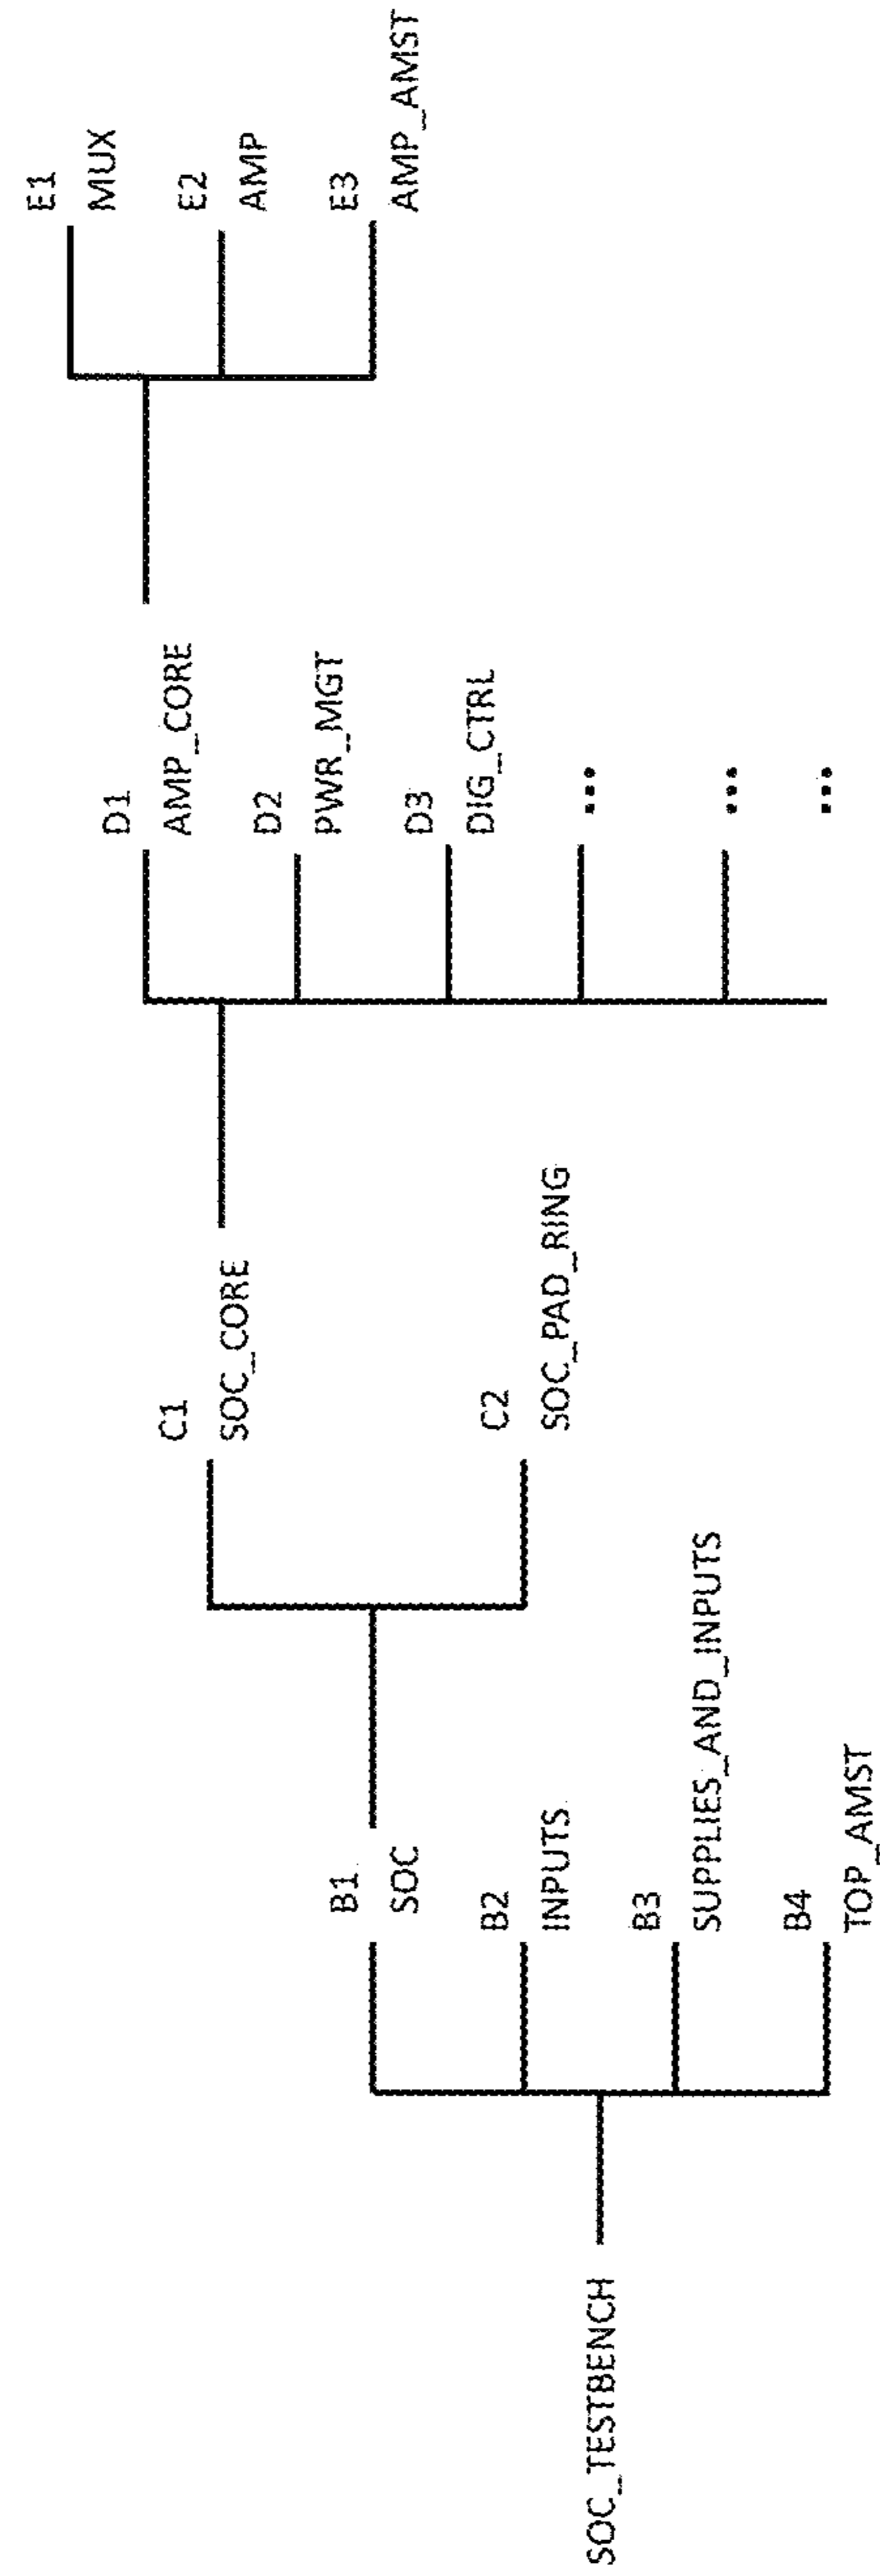 SOC_TESTBENCH
B1
SOC
B2
INPUTS
B3
SUPPLIES_AND_INPUTS
B4
TOP_AMST
C1
SOC_CORE
C2
SOC_PAD_RING
D1
AMP_CORE
D2
PWR_MGT
D3
DIG_CTRL
...
...
...
E1
MUX
E2
AMP
E3
AMP_AMST